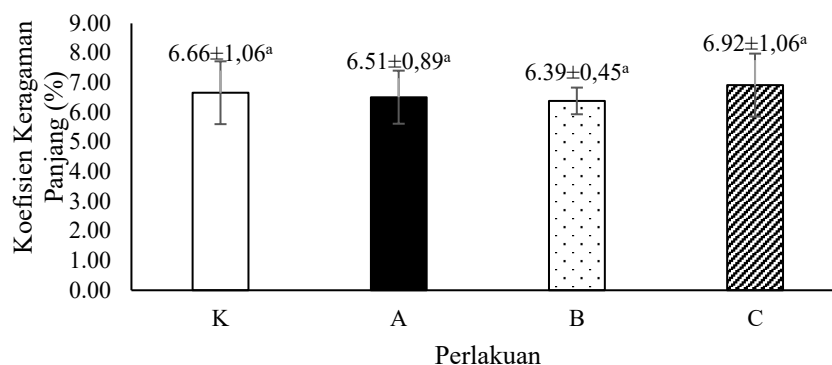 Koefisien Keragaman
Panjang (%)
9.00
8.00
7.00
6.00
5.00
4.00
3.00
2.00
1.00
0.00
6.66±1,06ᵃ
6.51±0,89ᵃ
6.39±0,45ᵃ
6.92±1,06ᵃ
K A B C
Perlakuan